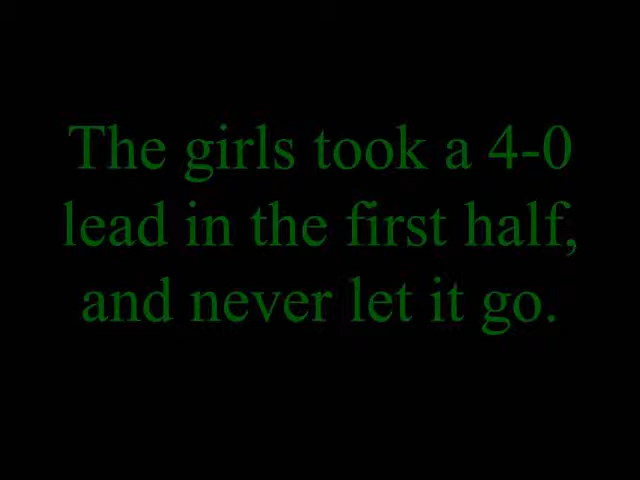 The girls took a 4-0
lead in the first half,
and never let it go.